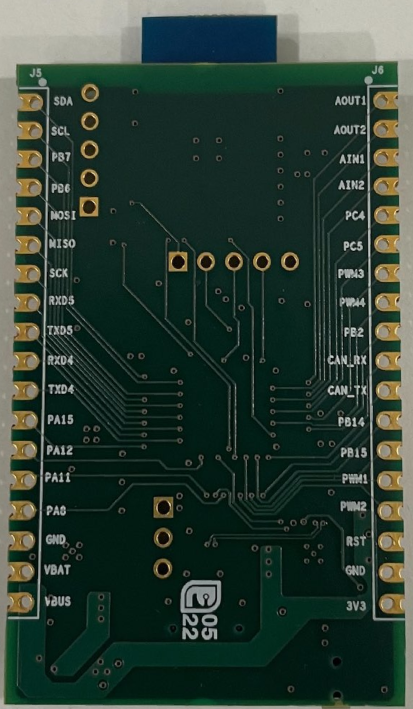 J5
J6
SDA
SCL
PB7
PB6
MOSI
MISO
SCK
RXD5
TXD5
RXD4
TXD4
PA15
PA12
PA11
PA8
GND
VBAT
VBUS
AOUT1
AOUT2
AIN1
AIN2
PC4
PC5
PWM3
PWM4
PB2
CAN_RX
CAN_TX
PB14
PB15
PWM1
PWM2
RST
GND
3V3
05
22